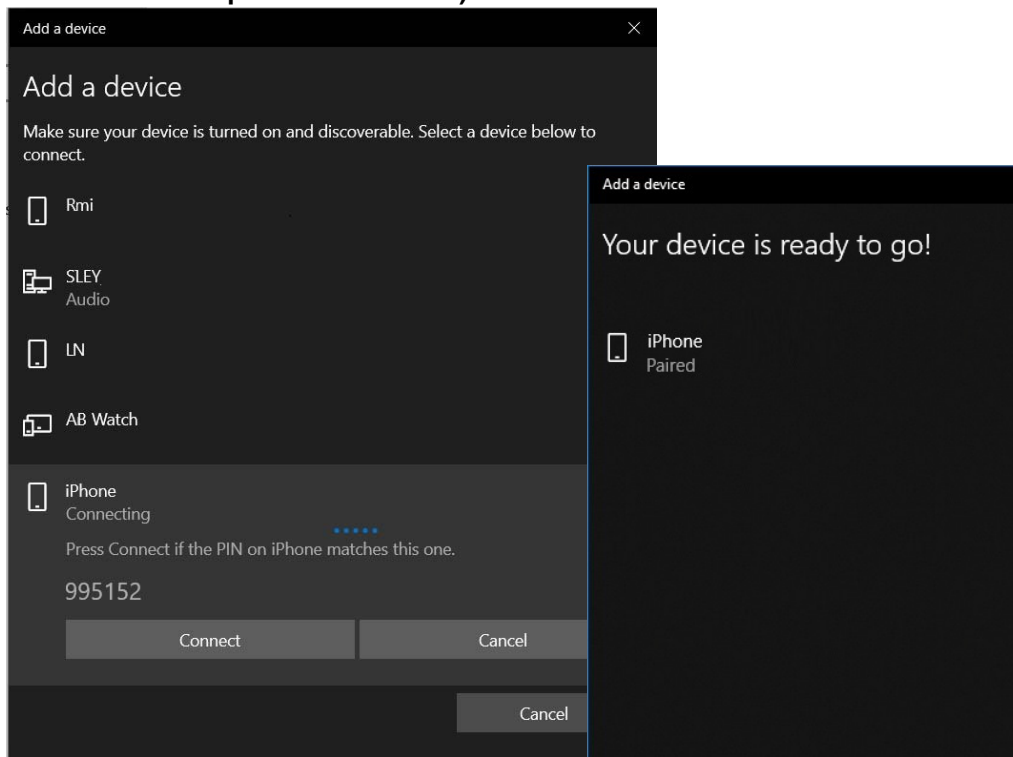 Add a device
Add a device
Make sure your device is turned on and discoverable. Select a device below to
connect.
Rmi
SLEY
Audio
LN
AB Watch
iPhone
Connecting
Press Connect if the PIN on iPhone matches this one.
995152
Connect
Cancel
Cancel
Add a device
Your device is ready to go!
iPhone
Paired